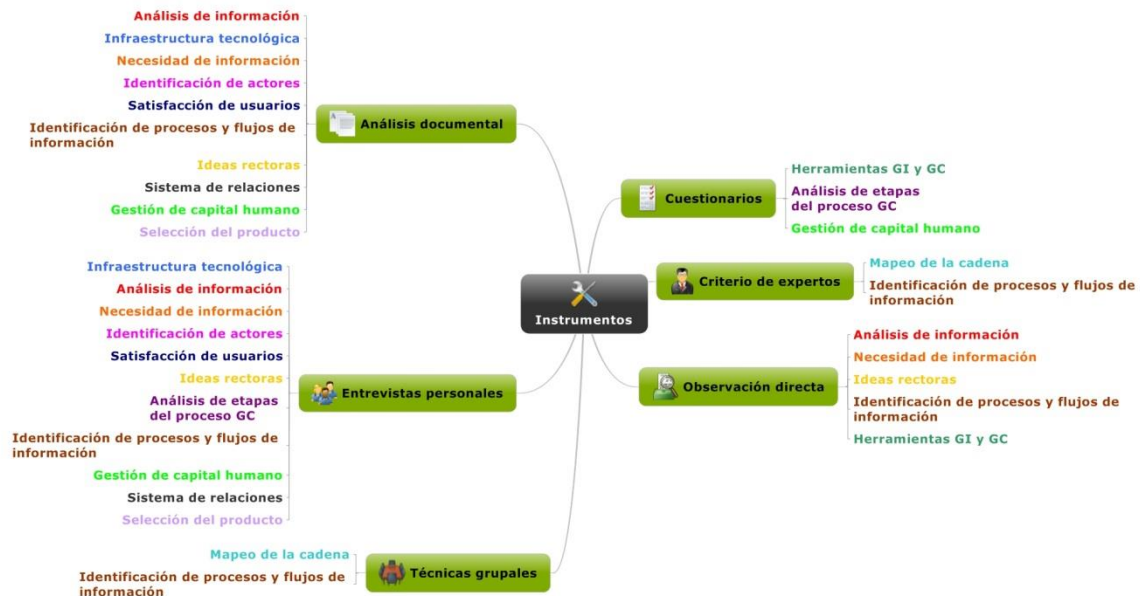 Análisis de información
Infraestructura tecnológica
Necesidad de información
Identificación de actores
Satisfacción de usuarios
Identificación de procesos y flujos de
información
Ideas rectoras
Sistema de relaciones
Gestión de capital humano
Selección del producto
Análisis documental
Infraestructura tecnológica
Análisis de información
Necesidad de información
Identificación de actores
Satisfacción de usuarios
Ideas rectoras
Análisis de etapas
del proceso GC
Identificación de procesos y flujos de
información
Gestión de capital humano
Sistema de relaciones
Selección del producto
Entrevistas personales
Mapeo de la cadena
Identificación de procesos y flujos de
información
Técnicas grupales
Instrumentos
Cuestionarios
Herramientas GI y GC
Análisis de etapas
del proceso GC
Gestión de capital humano
Criterio de expertos
Mapeo de la cadena
Identificación de procesos y flujos de
información
Observación directa
Análisis de información
Necesidad de información
Ideas rectoras
Identificación de procesos y flujos de
información
Herramientas GI y GC